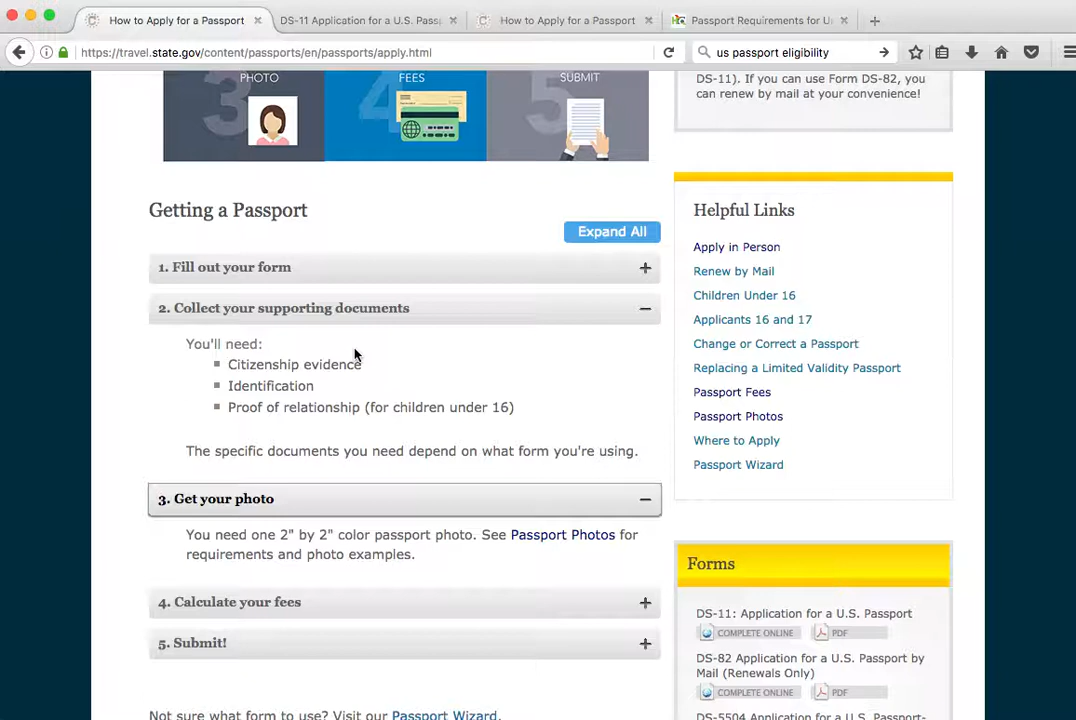 How to Apply for a Passport
DS-11 Application for a U.S. Pass
How to Apply for a Passport
Passport Requirements for U
https://travel.state.gov/content/passports/en/passports/apply.html
us passport eligibility
PHOTO
FEES
SUBMIT
3
4
5
DS-11). If you can use Form DS-82, you
can renew by mail at your convenience!
Getting a Passport
Expand All
1. Fill out your form
2. Collect your supporting documents
You'll need:
Citizenship evidence
Identification
Proof of relationship (for children under 16)
The specific documents you need depend on what form you're using.
3. Get your photo
You need one 2" by 2" color passport photo. See Passport Photos for
requirements and photo examples.
4. Calculate your fees
5. Submit!
Not sure what form to use? Visit our Passport Wizard.
Helpful Links
Apply in Person
Renew by Mail
Children Under 16
Applicants 16 and 17
Change or Correct a Passport
Replacing a Limited Validity Passport
Passport Fees
Passport Photos
Where to Apply
Passport Wizard
Forms
DS-11: Application for a U.S. Passport
COMPLETE ONLINE PDF
DS-82 Application for a U.S. Passport by
Mail (Renewals Only)
COMPLETE ONLINE PDF
DS-5504 Application for a U.S. Passport-